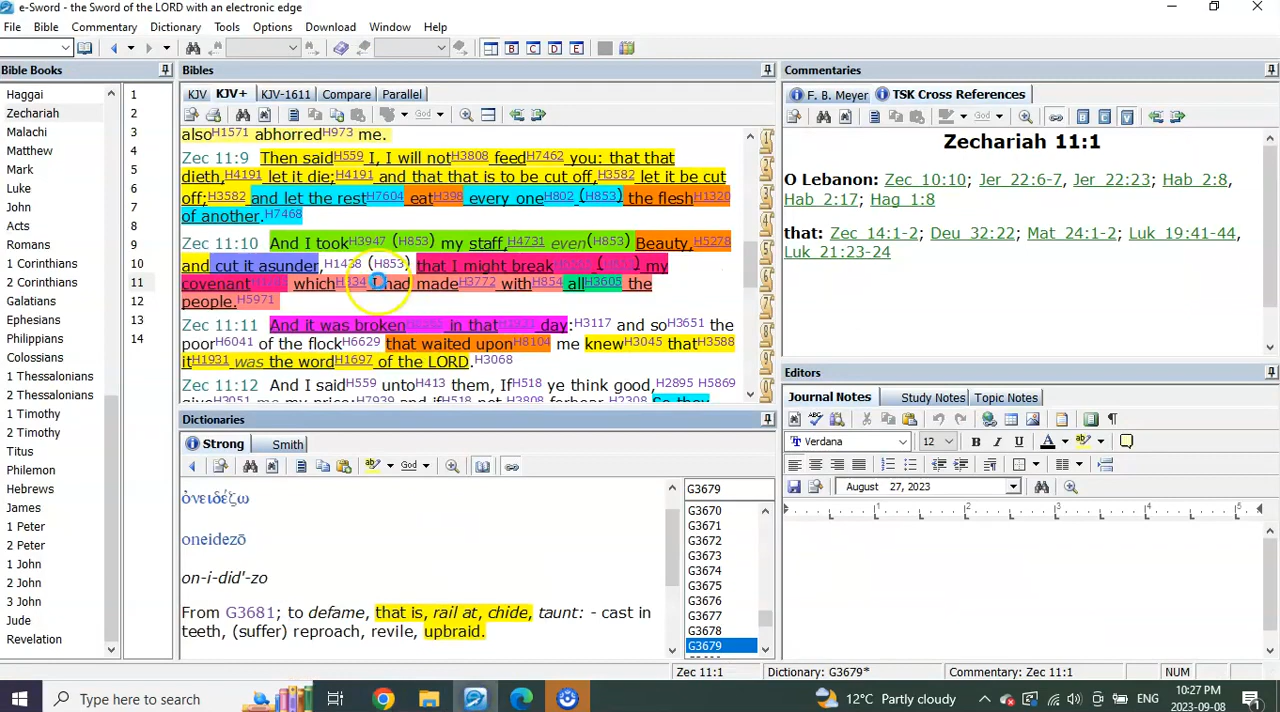 e-Sword - the Sword of the LORD with an electronic edge
File Bible Commentary Dictionary Tools Options Download Window Help
B C D E
Bible Books
Haggai
Zechariah
Malachi
Matthew
Mark
Luke
John
Acts
Romans
1 Corinthians
2 Corinthians
Galatians
Ephesians
Philippians
Colossians
1 Thessalonians
2 Thessalonians
1 Timothy
2 Timothy
Titus
Philemon
Hebrews
James
1 Peter
2 Peter
1 John
2 John
3 John
Jude
Revelation
1
2
3
4
5
6
7
8
9
10
11
12
13
14
Bibles
KJV KJV+ KJV-1611 Compare Parallel
God
alsoH1571 abhorredH973 me.
Zec 11:9 Then saidH559 I, I will notH3808 feedH7462 you: that that
dieth,H4191 let it die;H4191 and that that is to be cut off,H3582 let it be cut
off;H3582 and let the restH7604 eatH398 every oneH802 (H853) the fleshH1320
of another.H7468
Zec 11:10 And I tookH3947 (H853) my staff,H4731 even(H853) Beauty,H5278
and cut it asunder,H1438 (H853) that I might break my
covenant which I had madeH3772 withH854 allH3605 the
people.H5971
Zec 11:11 And it was broken in that day:H3117 and soH3651 the
poorH6041 of the flockH6629 that waited uponH8104 me knewH3045 thatH3588
itH1931 was the wordH1697 of the LORD.H3068
Zec 11:12 And I saidH559 untoH413 them, IfH518 ye think good,H2895 H5869
Dictionaries
Strong Smith
God
ὀνειδίζω
oneidezō
on-i-did'-zo
From G3681; to defame, that is, rail at, chide, taunt: - cast in
teeth, (suffer) reproach, revile, upbraid.
G3679
G3670
G3671
G3672
G3673
G3674
G3675
G3676
G3677
G3678
G3679
Commentaries
F. B. Meyer TSK Cross References
God B C V
Zechariah 11:1
O Lebanon: Zec 10:10; Jer 22:6-7, Jer 22:23; Hab 2:8,
Hab 2:17; Hag 1:8
that: Zec 14:1-2; Deu 32:22; Mat 24:1-2; Luk 19:41-44,
Luk 21:23-24
Editors
Journal Notes Study Notes Topic Notes
Verdana 12 B I U A
August 27, 2023
1 2 3 4 5
Zec 11:1 Dictionary: G3679* Commentary: Zec 11:1 NUM
Type here to search
12°C Partly cloudy ENG
10:27 PM
2023-09-08
1